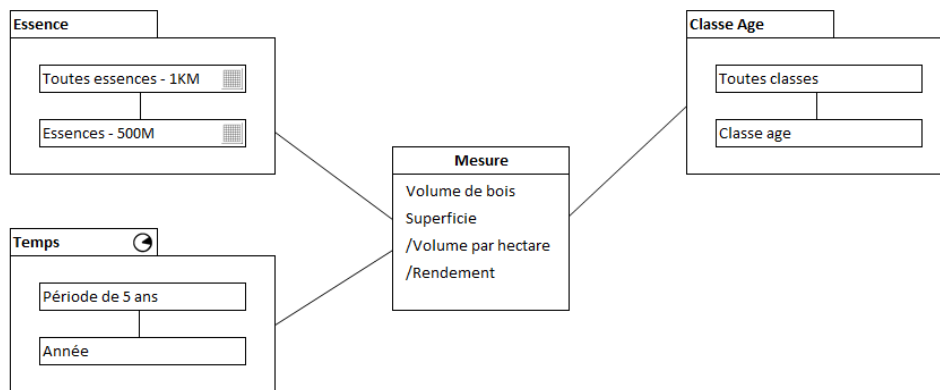 Essence
Toutes essences - 1KM
Essences - 500M
Temps
Période de 5 ans
Année
Mesure
Volume de bois
Superficie
/Volume par hectare
/Rendement
Classe Age
Toutes classes
Classe age